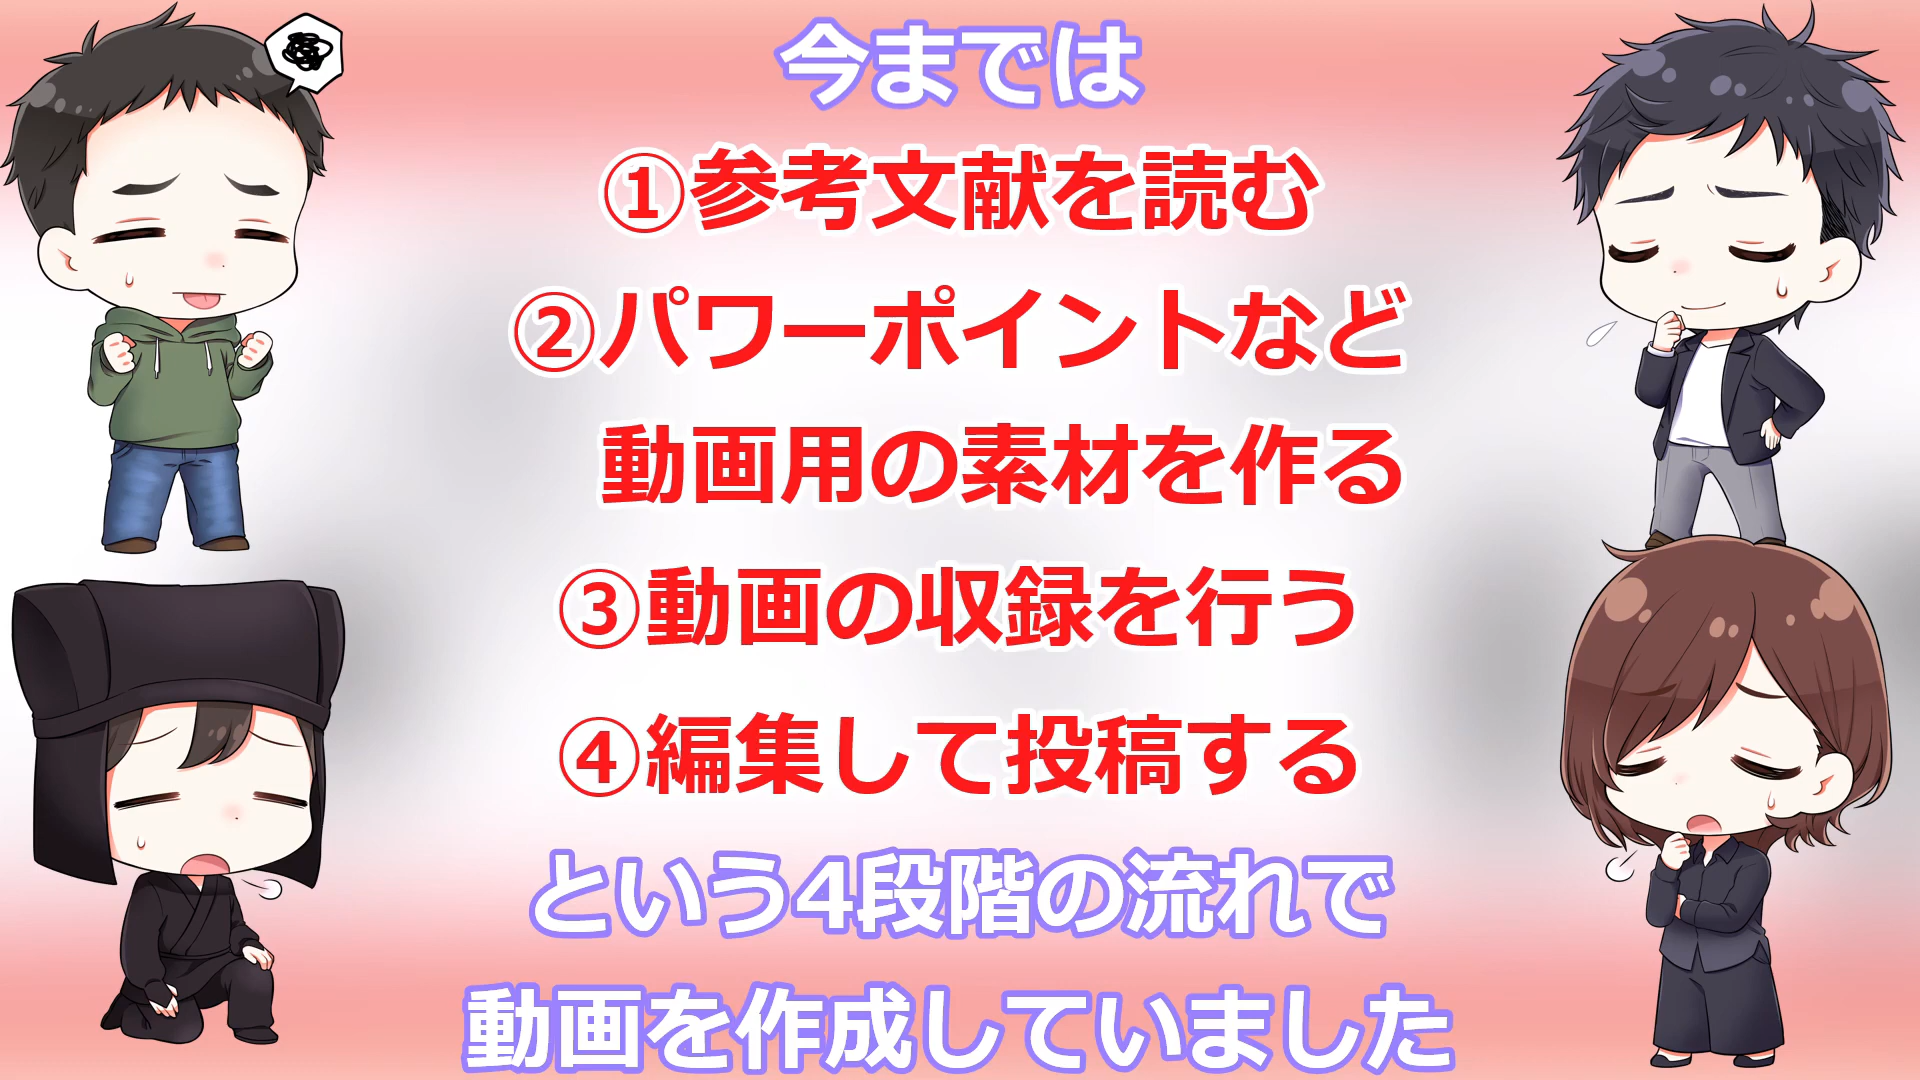 今までは
①参考文献を読む
②パワーポイントなど
動画用の素材を作る
③動画の収録を行う
④編集して投稿する
という4段階の流れで
動画を作成していました